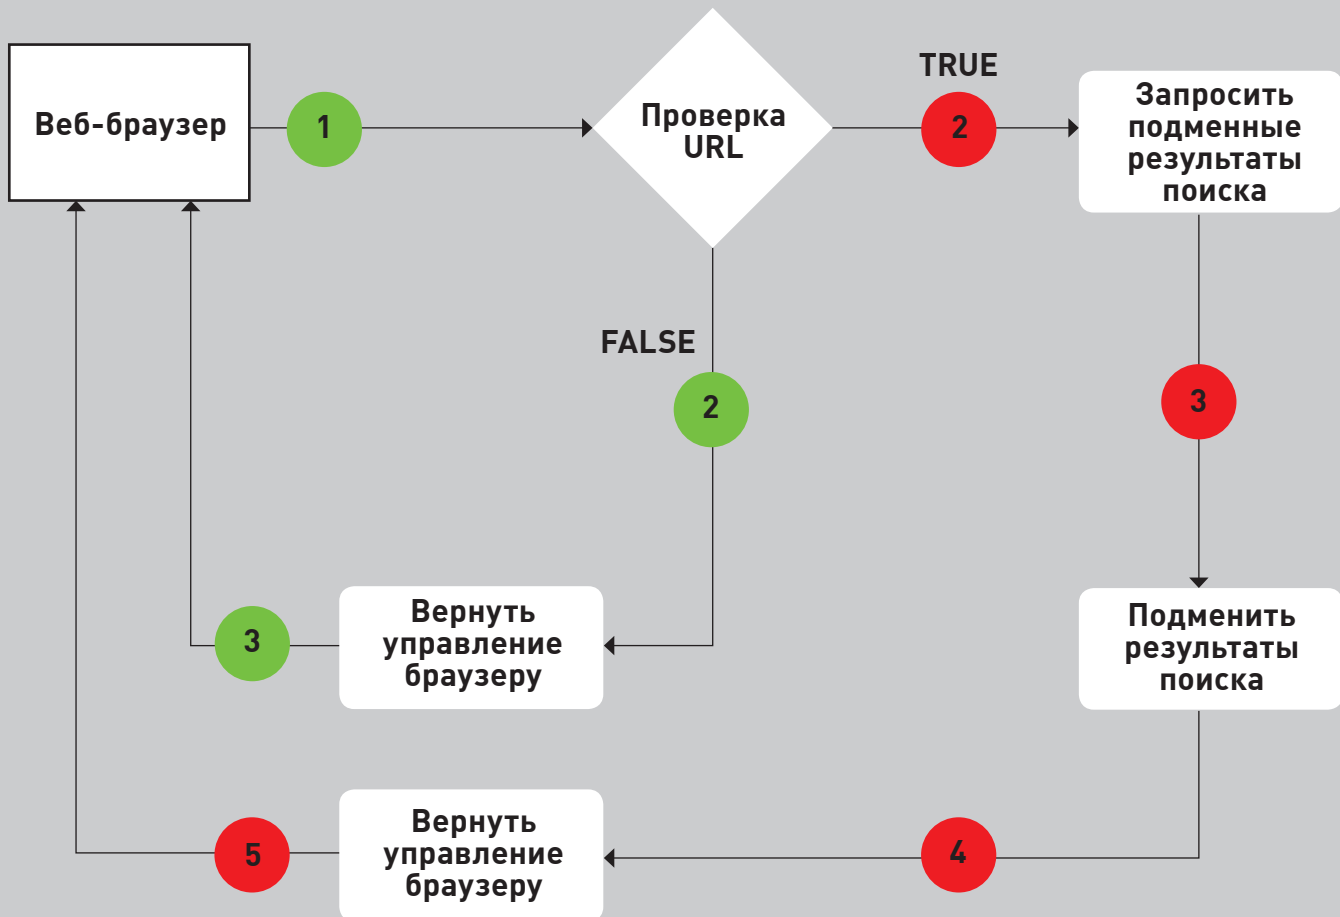 Веб-браузер
1
Проверка
URL
TRUE
2
Запросить
подменные
результаты
поиска
FALSE
2
3
3
Вернуть
управление
браузеру
Подменить
результаты
поиска
5
Вернуть
управление
браузеру
4